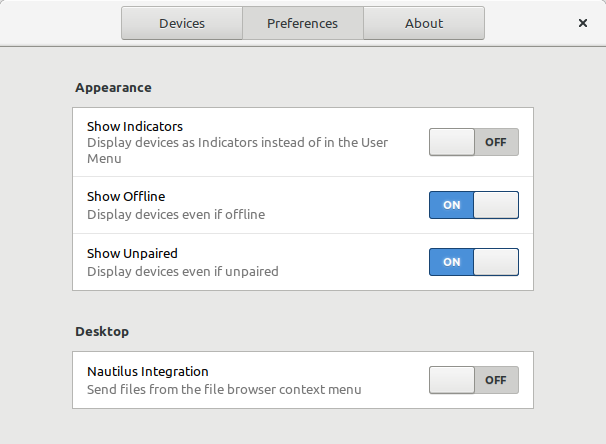 Devices
Preferences
About
×
Appearance
Show Indicators
Display devices as Indicators instead of in the User
Menu
OFF
Show Offline
Display devices even if offline
ON
Show Unpaired
Display devices even if unpaired
ON
Desktop
Nautilus Integration
Send files from the file browser context menu
OFF